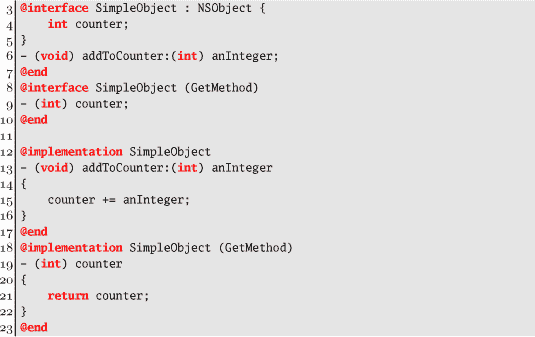 3 @interface SimpleObject : NSObject {
4     int counter;
5 }
6 - (void) addToCounter:(int) anInteger;
7 @end
8 @interface SimpleObject (GetMethod)
9 - (int) counter;
10 @end
11
12 @implementation SimpleObject
13 - (void) addToCounter:(int) anInteger
14 {
15     counter += anInteger;
16 }
17 @end
18 @implementation SimpleObject (GetMethod)
19 - (int) counter
20 {
21     return counter;
22 }
23 @end